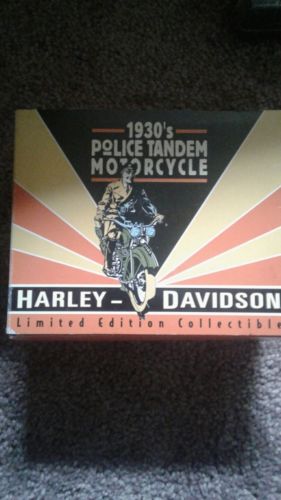 1930's
POLICE TANDEM
MOTORCYCLE
HARLEY-DAVIDSON
Limited Edition Collectible